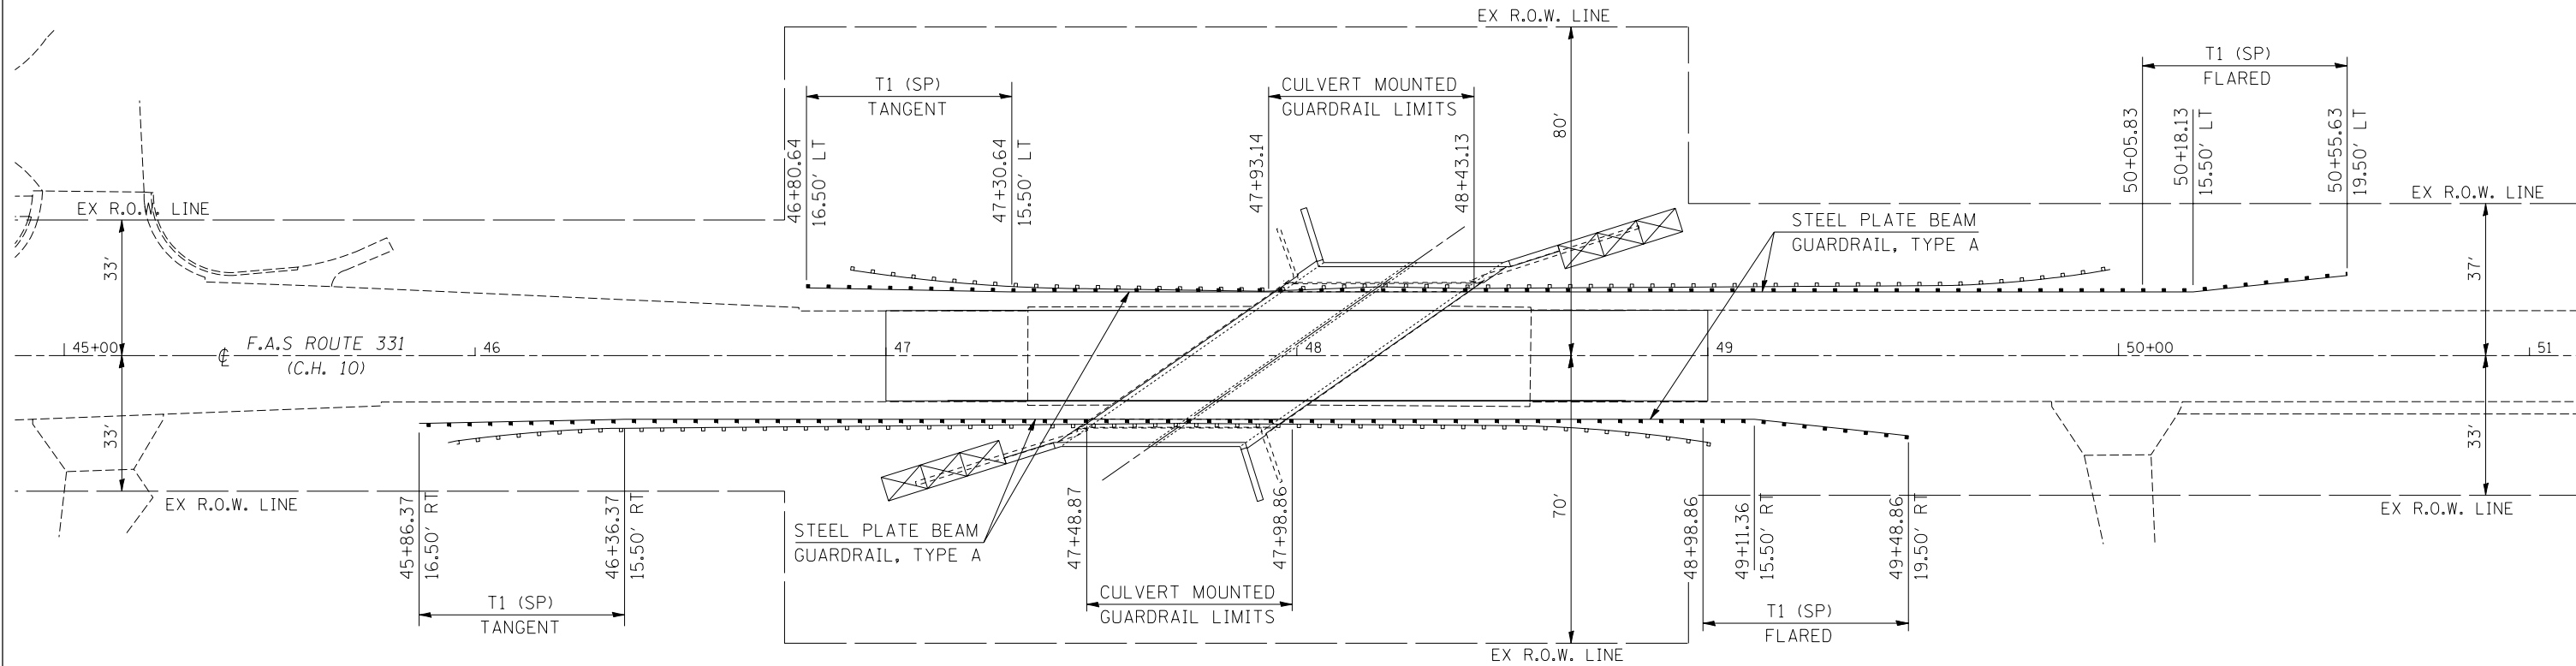 EX R.O.W. LINE
T1 (SP)
TANGENT
CULVERT MOUNTED
GUARDRAIL LIMITS
T1 (SP)
FLARED
46+80.64
16.50' LT
47+30.64
15.50' LT
47+93.14
48+43.13
80'
50+05.83
50+18.13
15.50' LT
50+55.63
19.50' LT
EX R.O.W. LINE
EX R.O.W. LINE
STEEL PLATE BEAM
GUARDRAIL, TYPE A
33'
37'
45+00
℄
F.A.S ROUTE 331
(C.H. 10)
46
47
48
49
50+00
51
33'
33'
EX R.O.W. LINE
EX R.O.W. LINE
45+86.37
16.50' RT
46+36.37
15.50' RT
STEEL PLATE BEAM
GUARDRAIL, TYPE A
47+48.87
47+98.86
70'
48+98.86
49+11.36
15.50' RT
49+48.86
19.50' RT
T1 (SP)
TANGENT
CULVERT MOUNTED
GUARDRAIL LIMITS
T1 (SP)
FLARED
EX R.O.W. LINE